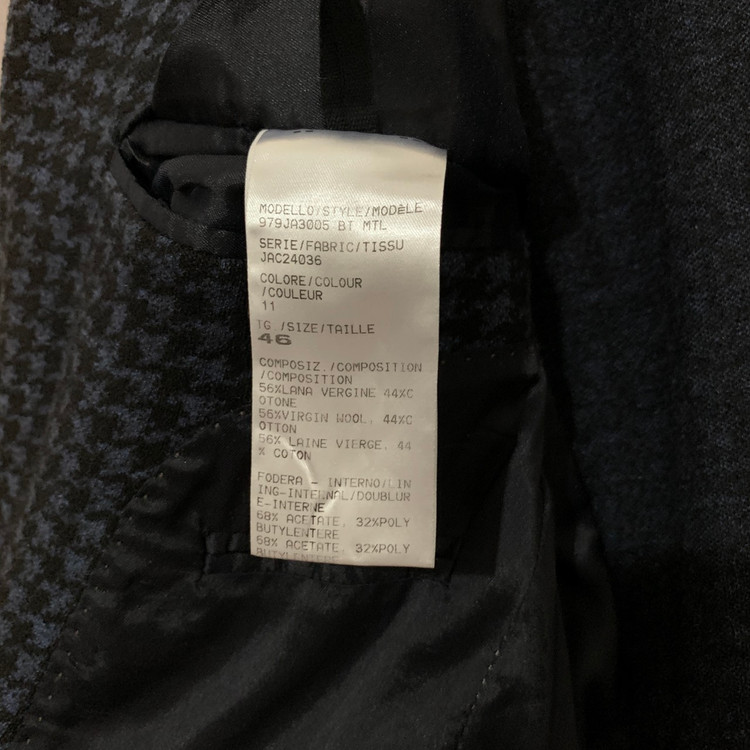 MODELLO/STYLE/MODÈLE
979JA3005 BT MTL
SERIE/FABRIC/TISSU
JAC24036
COLORE/COLOUR
/COULEUR
11
TG./SIZE/TAILLE
46
COMPOSIZ./COMPOSITION
/COMPOSITION
56%LANA VERGINE 44%C
OTONE
56%VIRGIN WOOL, 44%C
OTTON
56% LAINE VIERGE, 44
% COTON
FODERA - INTERNO/LIN
ING-INTERNAL/DOUBLUR
E-INTERNE
68% ACETATE, 32%POLY
BUTYLENTERE
68% ACETATE, 32%POLY
BUTYLENTERE